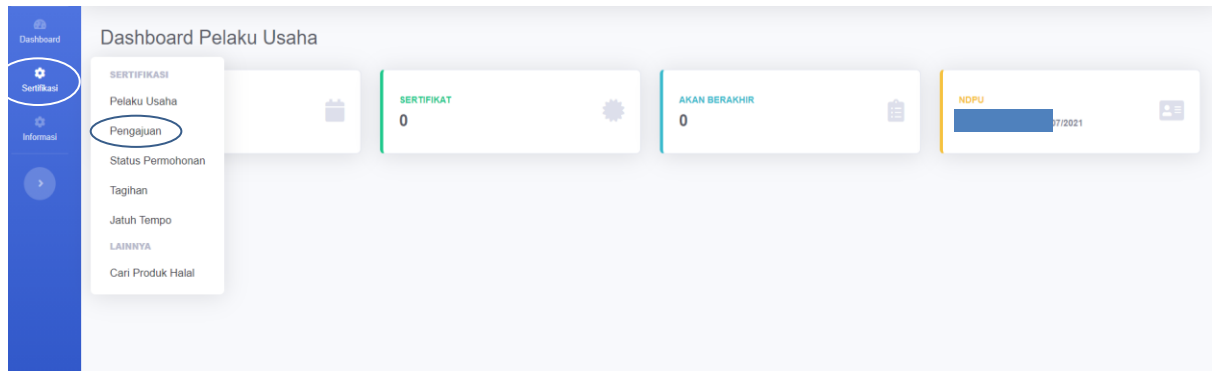 Dashboard
Sertifikasi
Informasi
Dashboard Pelaku Usaha
SERTIFIKASI
Pelaku Usaha
Pengajuan
Status Permohonan
Tagihan
Jatuh Tempo
LAINNYA
Cari Produk Halal
SERTIFIKAT
0
AKAN BERAKHIR
0
NDPU
07/2021